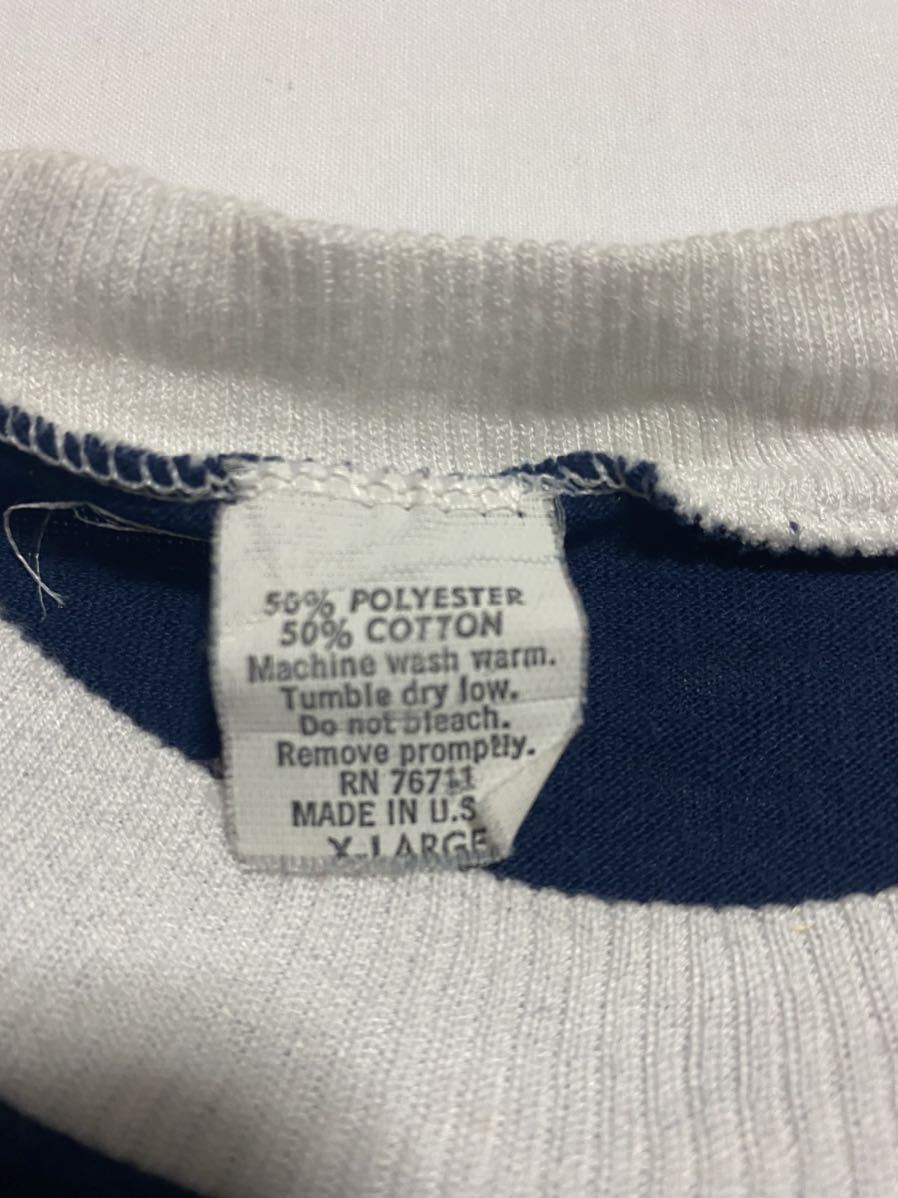 50% POLYESTER
50% COTTON
Machine wash warm.
Tumble dry low.
Do not bleach.
Remove promptly.
RN 76711
MADE IN U.S
X-LARGE